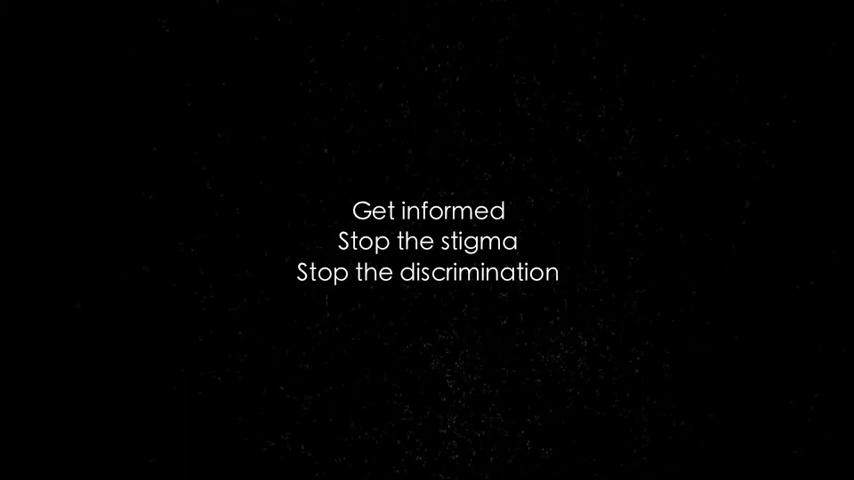 Get informed
Stop the stigma
Stop the discrimination